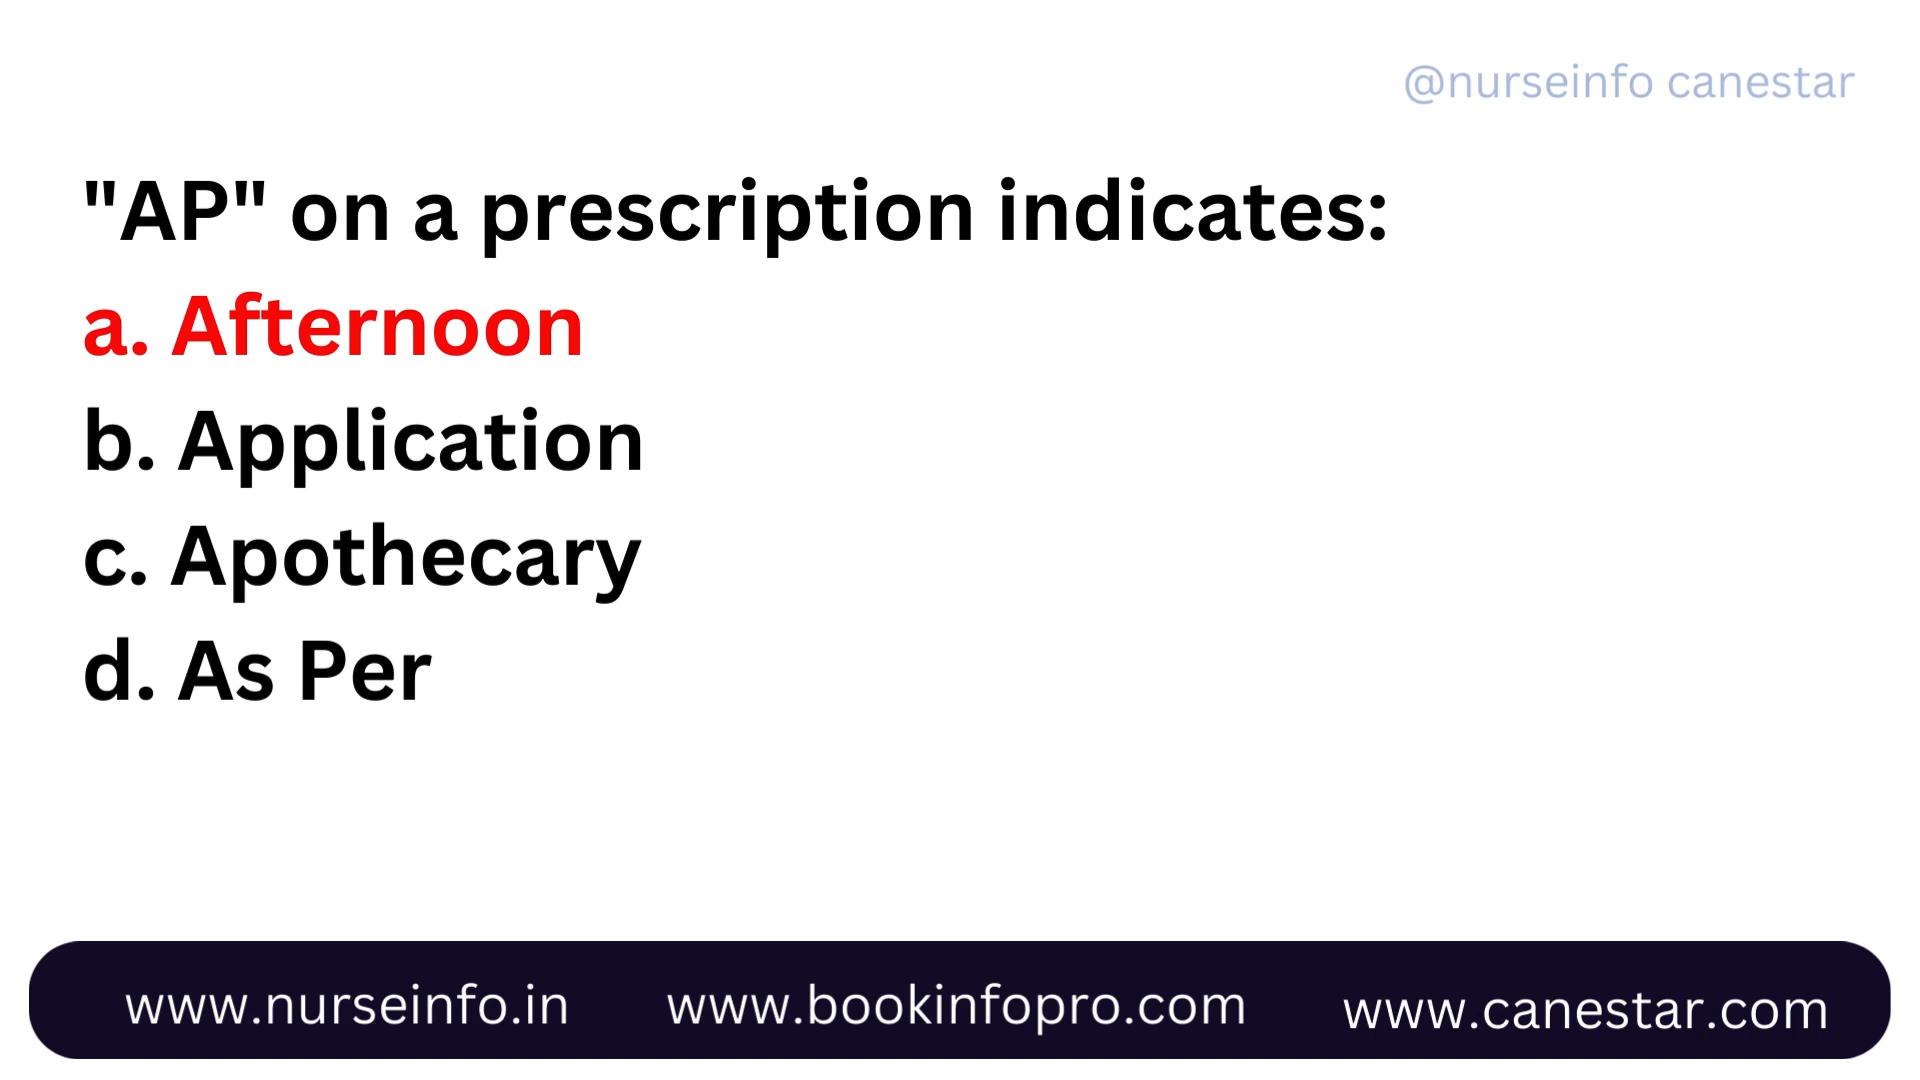 @nurseinfo canestar
"AP" on a prescription indicates:
a. Afternoon
b. Application
c. Apothecary
d. As Per
www.nurseinfo.in www.bookinfopro.com www.canestar.com